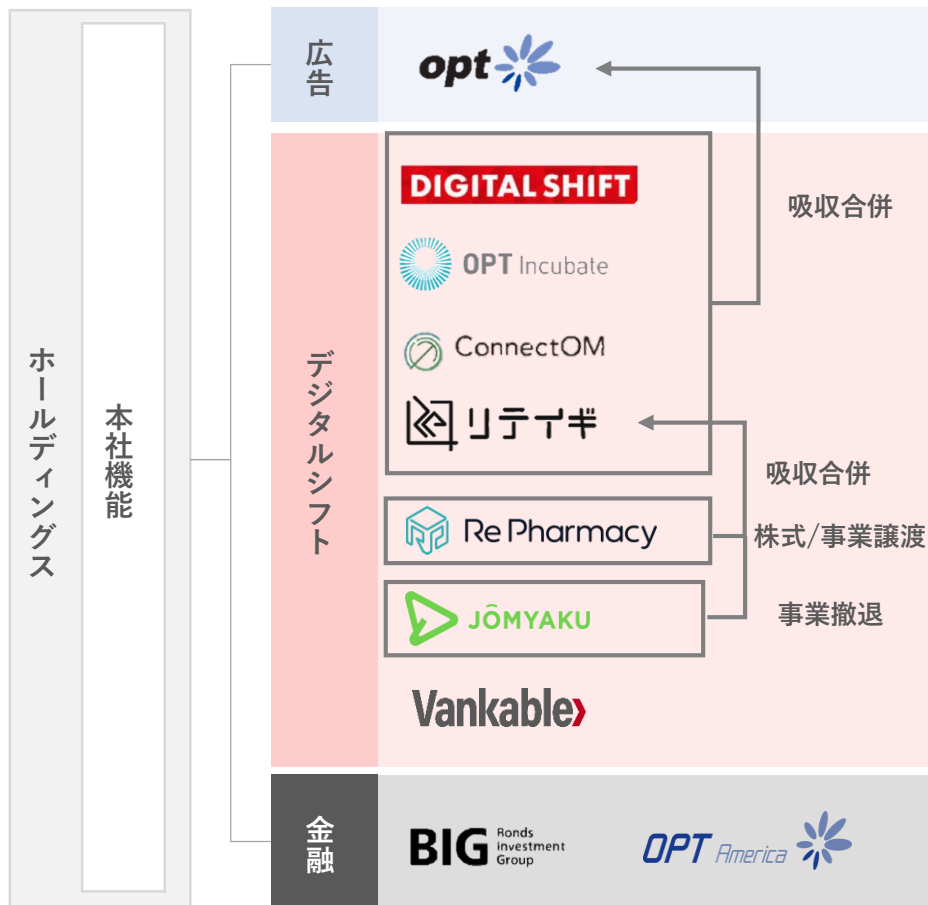 ホールディングス
本社機能
広告
opt
吸収合併
デジタルシフト
DIGITAL SHIFT
OPT Incubate
ConnectOM
リテイギ
吸収合併
Re Pharmacy
株式/事業譲渡
JŌMYAKU
事業撤退
Vankable
金融
BIG
Bonds
Investment
Group
OPT America